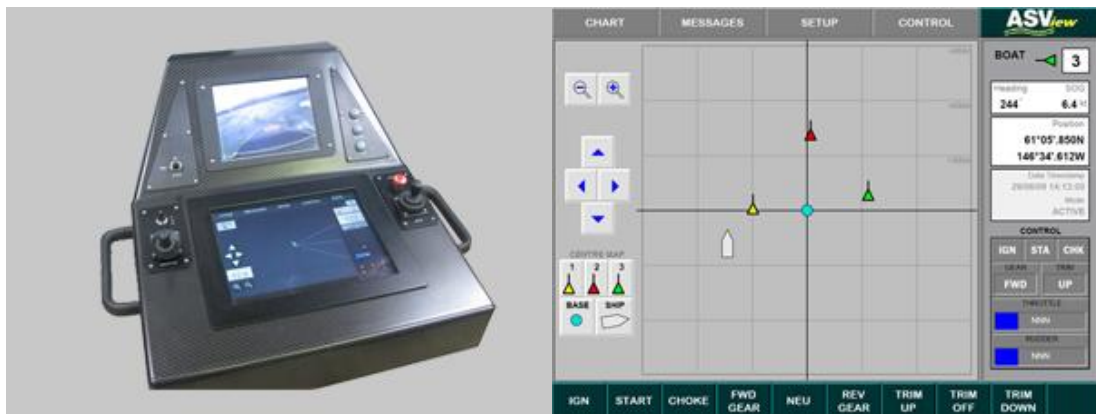 CHART MESSAGES SETUP CONTROL ASView
BOAT 3
Heading SOG
244° 6.4 kt
Position
61°05'.850N
146°34'.612W
Date Timestamp
Mode
ACTIVE
CONTROL
IGN STA CHK
GEAR TRIM
FWD UP
THROTTLE
NNN
RUDDER
NNN
CENTRE MAP
1 2 3
BASE SHIP
IGN START CHOKE FWD GEAR NEU REV GEAR TRIM UP TRIM OFF TRIM DOWN